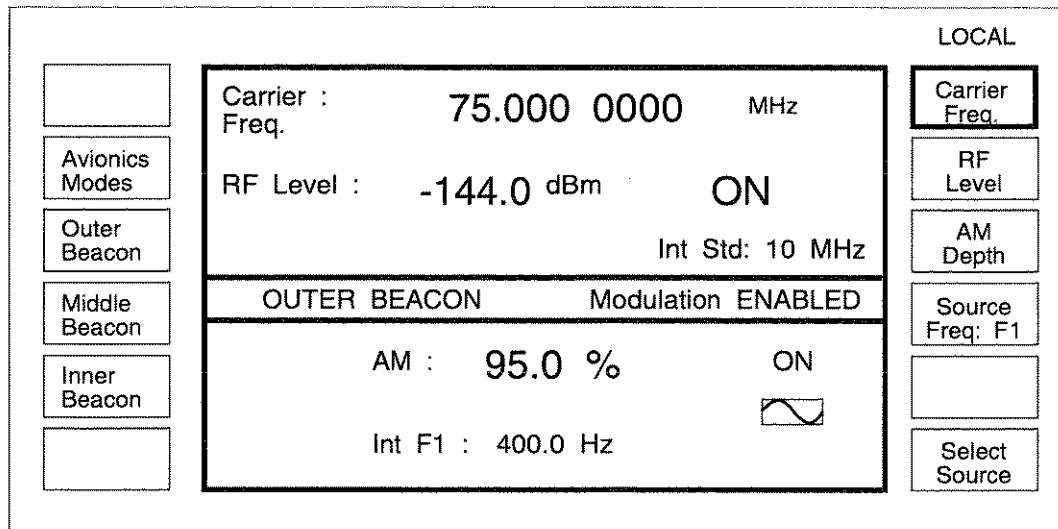 LOCAL
Avionics
Modes
Outer
Beacon
Middle
Beacon
Inner
Beacon
Carrier :
Freq.
75.000 0000 MHz
RF Level : -144.0 dBm ON
Int Std: 10 MHz
OUTER BEACON Modulation ENABLED
AM : 95.0 % ON
Int F1 : 400.0 Hz
Carrier
Freq.
RF
Level
AM
Depth
Source
Freq: F1
Select
Source